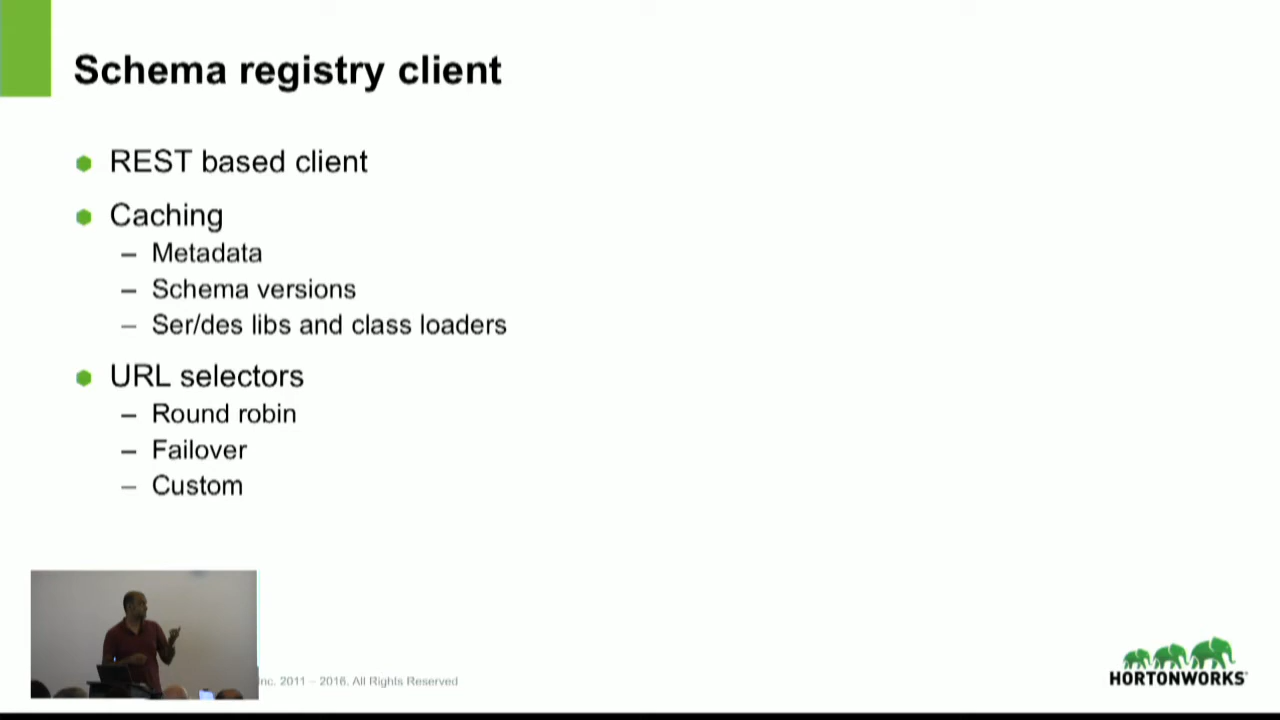 Schema registry client
REST based client
Caching
– Metadata
– Schema versions
– Ser/des libs and class loaders
URL selectors
– Round robin
– Failover
– Custom
Inc. 2011 – 2016. All Rights Reserved
HORTONWORKS